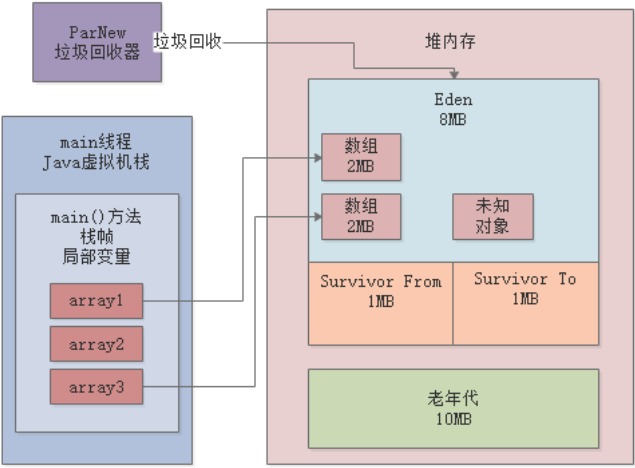 ParNew
垃圾回收器
垃圾回收
堆内存
Eden
8MB
main线程
Java虚拟机栈
数组
2MB
main()方法
栈帧
局部变量
数组
2MB
未知
对象
array1
array2
array3
Survivor From
1MB
Survivor To
1MB
老年代
10MB